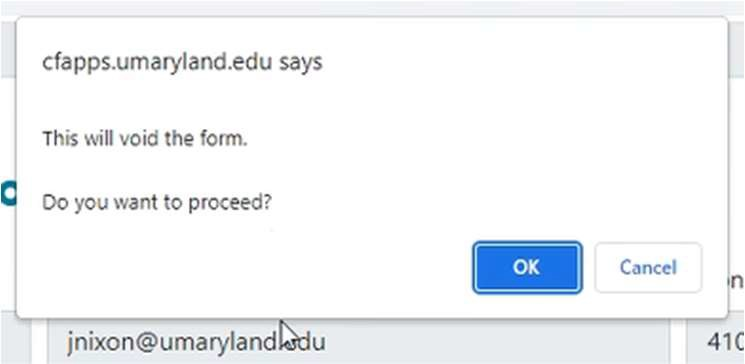 cfapps.umaryland.edu says
This will void the form.
Do you want to proceed?
OK
Cancel
jnixon@umaryland.edu
410